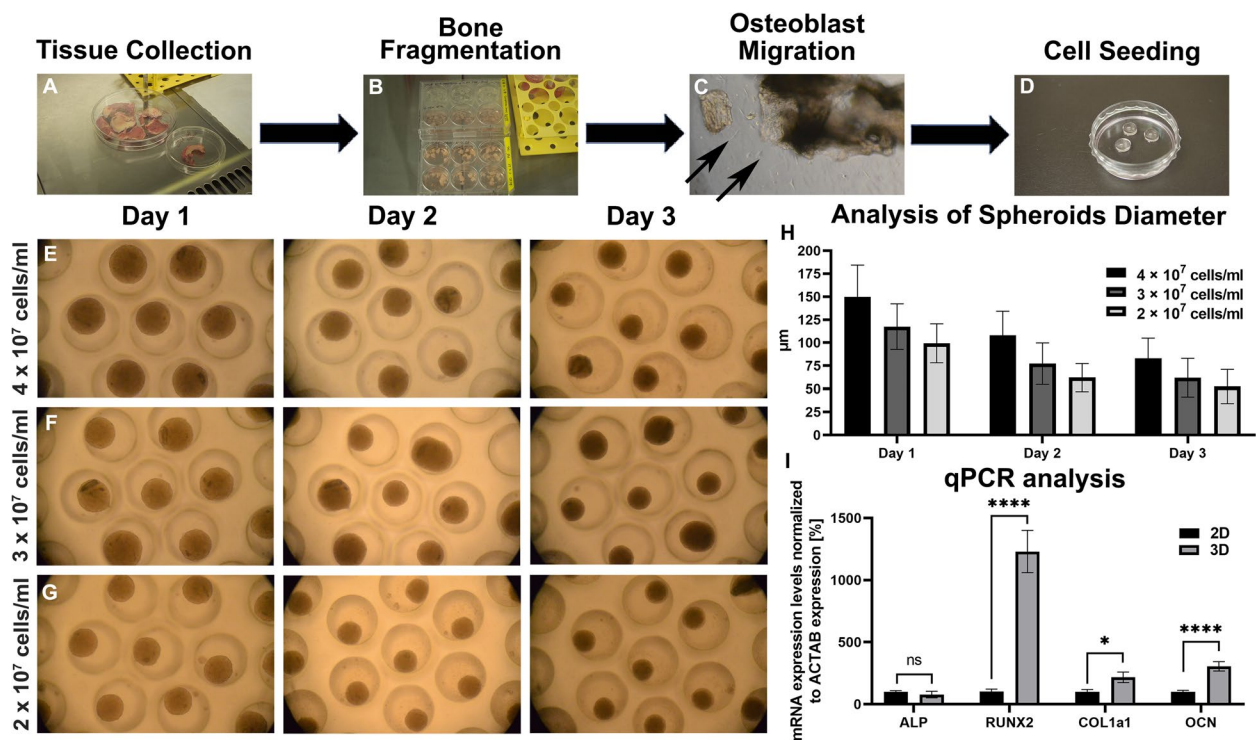 Tissue Collection
Bone
Fragmentation
Osteoblast
Migration
Cell Seeding
A
B
C
D
Day 1
Day 2
Day 3
4 x 10⁷ cells/ml
E
3 x 10⁷ cells/ml
F
2 x 10⁷ cells/ml
G
Analysis of Spheroids Diameter
H
200
175
150
125
100
75
50
25
0
µm
4 × 10⁷ cells/ml
3 × 10⁷ cells/ml
2 × 10⁷ cells/ml
Day 1
Day 2
Day 3
I
qPCR analysis
mRNA expression levels normalized
to ACTAB expression [%]
1500
1000
500
0
2D
3D
ns
****
*
****
ALP
RUNX2
COL1a1
OCN